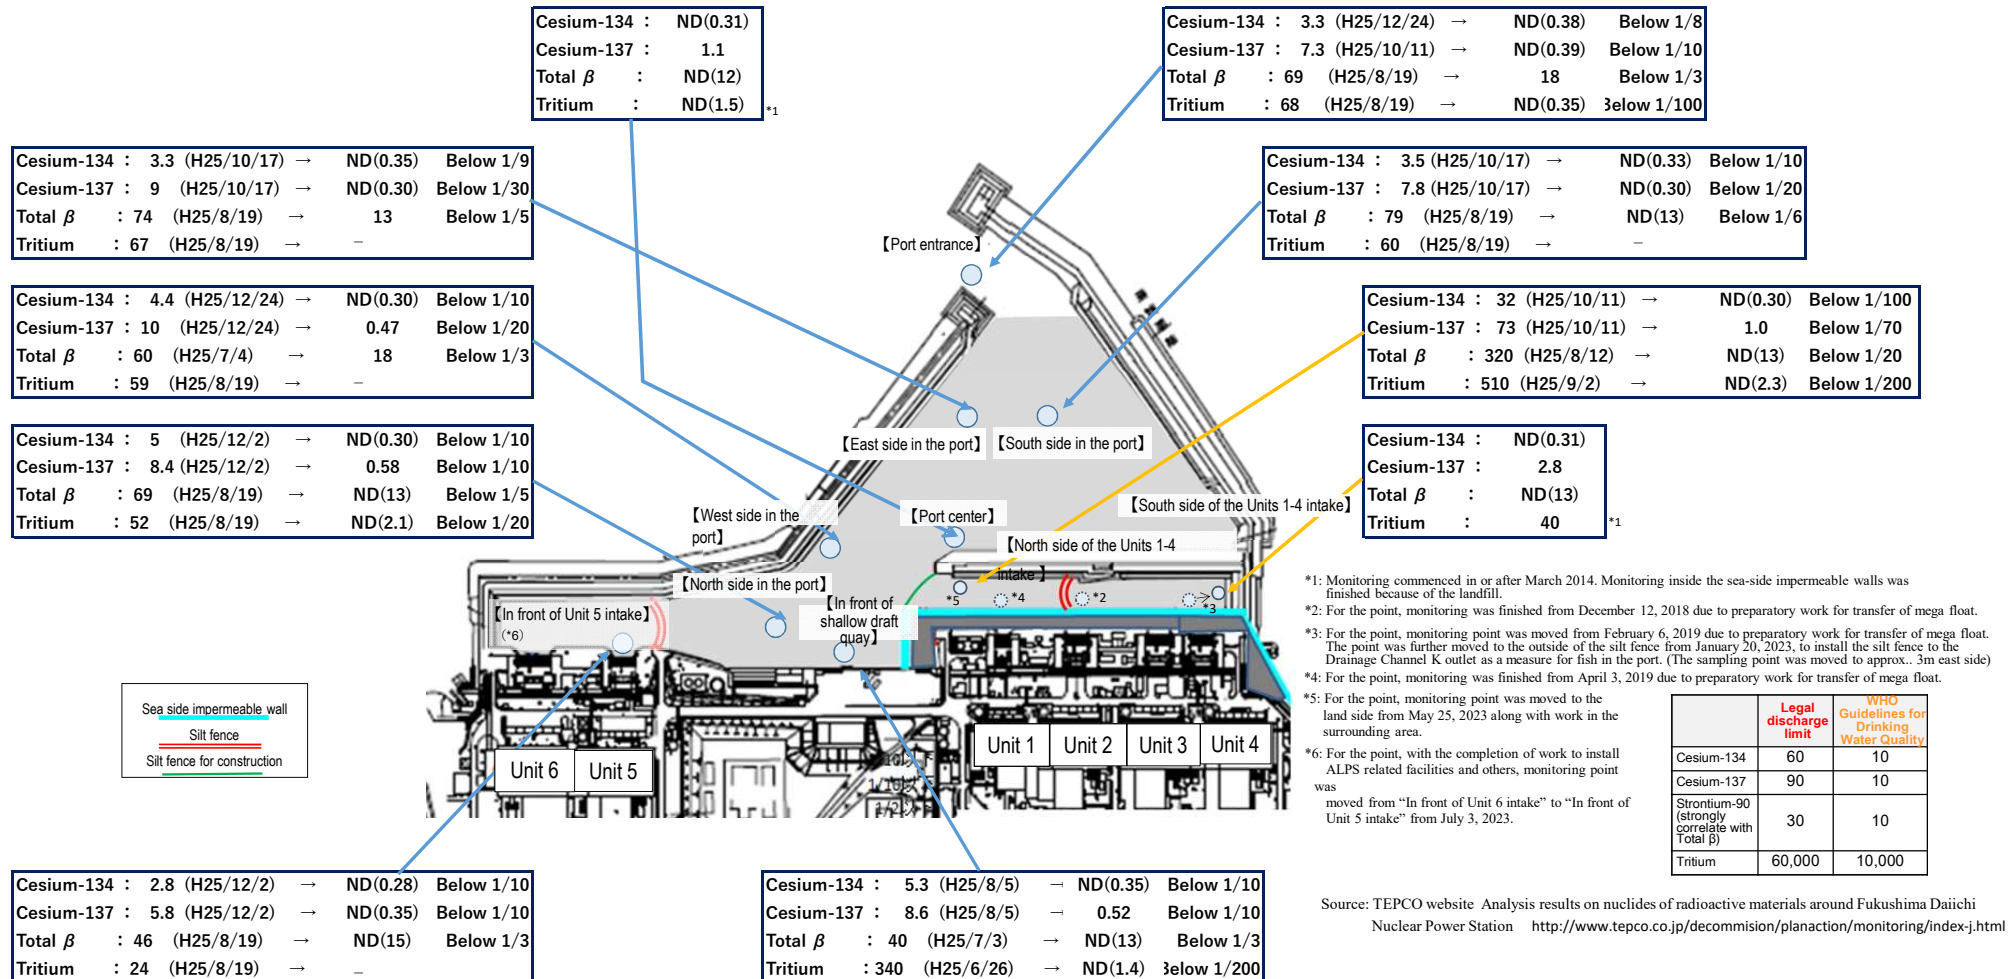 Cesium-134 : ND(0.31)
Cesium-137 : 1.1
Total β : ND(12)
Tritium : ND(1.5)
*1
Cesium-134 : 3.3 (H25/12/24) → ND(0.38) Below 1/8
Cesium-137 : 7.3 (H25/10/11) → ND(0.39) Below 1/10
Total β : 69 (H25/8/19) → 18 Below 1/3
Tritium : 68 (H25/8/19) → ND(0.35) Below 1/100
Cesium-134 : 3.3 (H25/10/17) → ND(0.35) Below 1/9
Cesium-137 : 9 (H25/10/17) → ND(0.30) Below 1/30
Total β : 74 (H25/8/19) → 13 Below 1/5
Tritium : 67 (H25/8/19) → −
Cesium-134 : 3.5 (H25/10/17) → ND(0.33) Below 1/10
Cesium-137 : 7.8 (H25/10/17) → ND(0.30) Below 1/20
Total β : 79 (H25/8/19) → ND(13) Below 1/6
Tritium : 60 (H25/8/19) → −
Cesium-134 : 4.4 (H25/12/24) → ND(0.30) Below 1/10
Cesium-137 : 10 (H25/12/24) → 0.47 Below 1/20
Total β : 60 (H25/7/4) → 18 Below 1/3
Tritium : 59 (H25/8/19) → −
Cesium-134 : 32 (H25/10/11) → ND(0.30) Below 1/100
Cesium-137 : 73 (H25/10/11) → 1.0 Below 1/70
Total β : 320 (H25/8/12) → ND(13) Below 1/20
Tritium : 510 (H25/9/2) → ND(2.3) Below 1/200
Cesium-134 : 5 (H25/12/2) → ND(0.30) Below 1/10
Cesium-137 : 8.4 (H25/12/2) → 0.58 Below 1/10
Total β : 69 (H25/8/19) → ND(13) Below 1/5
Tritium : 52 (H25/8/19) → ND(2.1) Below 1/20
Cesium-134 : ND(0.31)
Cesium-137 : 2.8
Total β : ND(13)
Tritium : 40
*1
【Port entrance】
【East side in the port】
【South side in the port】
【South side of the Units 1-4 intake】
【West side in the
port】
【Port center】
【North side of the Units 1-4
intake】
【North side in the port】
【In front of Unit 5 intake】
(*6)
【In front of
shallow draft
quay】
*5
*4
*2
*3
Sea side impermeable wall
Silt fence
Silt fence for construction
Unit 6
Unit 5
Unit 1
Unit 2
Unit 3
Unit 4
*1: Monitoring commenced in or after March 2014. Monitoring inside the sea-side impermeable walls was
finished because of the landfill.
*2: For the point, monitoring was finished from December 12, 2018 due to preparatory work for transfer of mega float.
*3: For the point, monitoring point was moved from February 6, 2019 due to preparatory work for transfer of mega float.
The point was further moved to the outside of the silt fence from January 20, 2023, to install the silt fence to the
Drainage Channel K outlet as a measure for fish in the port. (The sampling point was moved to approx.. 3m east side)
*4: For the point, monitoring was finished from April 3, 2019 due to preparatory work for transfer of mega float.
*5: For the point, monitoring point was moved to the
land side from May 25, 2023 along with work in the
surrounding area.
*6: For the point, with the completion of work to install
ALPS related facilities and others, monitoring point
was
moved from “In front of Unit 6 intake” to “In front of
Unit 5 intake” from July 3, 2023.
Legal
discharge
limit
WHO
Guidelines for
Drinking
Water Quality
Cesium-134 60 10
Cesium-137 90 10
Strontium-90
(strongly
correlate with
Total β)
30 10
Tritium 60,000 10,000
Cesium-134 : 2.8 (H25/12/2) → ND(0.28) Below 1/10
Cesium-137 : 5.8 (H25/12/2) → ND(0.35) Below 1/10
Total β : 46 (H25/8/19) → ND(15) Below 1/3
Tritium : 24 (H25/8/19) → −
Cesium-134 : 5.3 (H25/8/5) → ND(0.35) Below 1/10
Cesium-137 : 8.6 (H25/8/5) → 0.52 Below 1/10
Total β : 40 (H25/7/3) → ND(13) Below 1/3
Tritium : 340 (H25/6/26) → ND(1.4) Below 1/200
Source: TEPCO website Analysis results on nuclides of radioactive materials around Fukushima Daiichi
Nuclear Power Station http://www.tepco.co.jp/decommision/planaction/monitoring/index-j.html